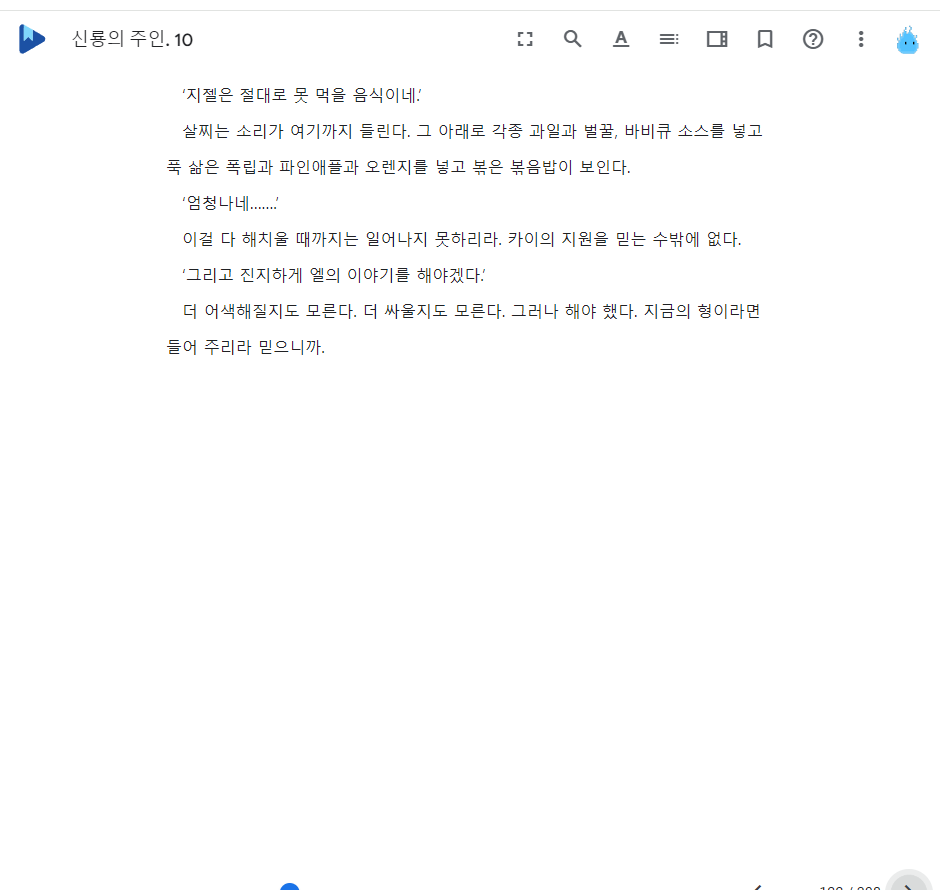 신룡의 주인. 10
‘지젤은 절대로 못 먹을 음식이네.’
살찌는 소리가 여기까지 들린다. 그 아래로 각종 과일과 벌꿀, 바비큐 소스를 넣고
푹 삶은 폭립과 파인애플과 오렌지를 넣고 볶은 볶음밥이 보인다.
‘엄청나네…….’
이걸 다 해치울 때까지는 일어나지 못하리라. 카이의 지원을 믿는 수밖에 없다.
‘그리고 진지하게 엘의 이야기를 해야겠다.’
더 어색해질지도 모른다. 더 싸울지도 모른다. 그러나 해야 했다. 지금의 형이라면
들어 주리라 믿으니까.